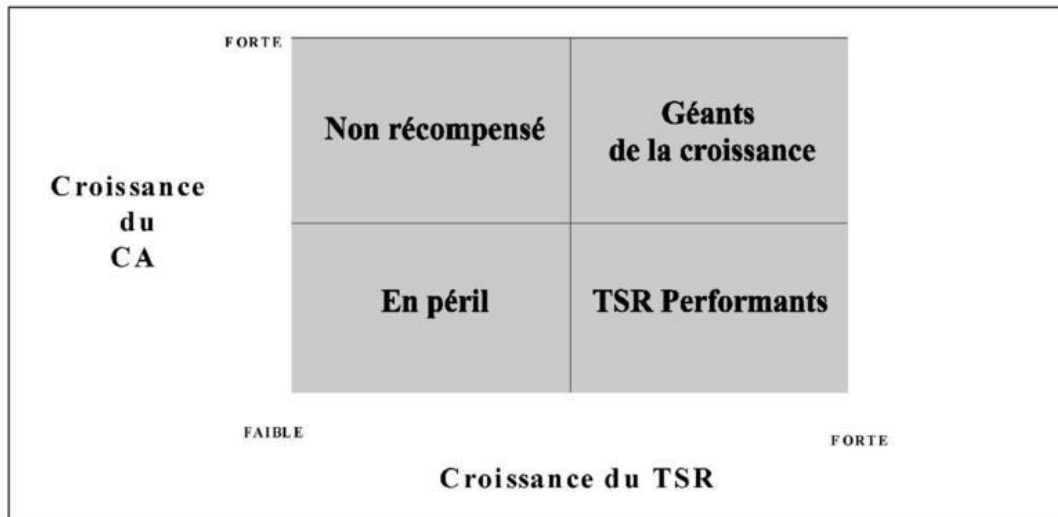 FORTE
Non récompensé
Géants
de la croissance
Croissance
du
CA
En péril
TSR Performants
FAIBLE
FORTE
Croissance du TSR